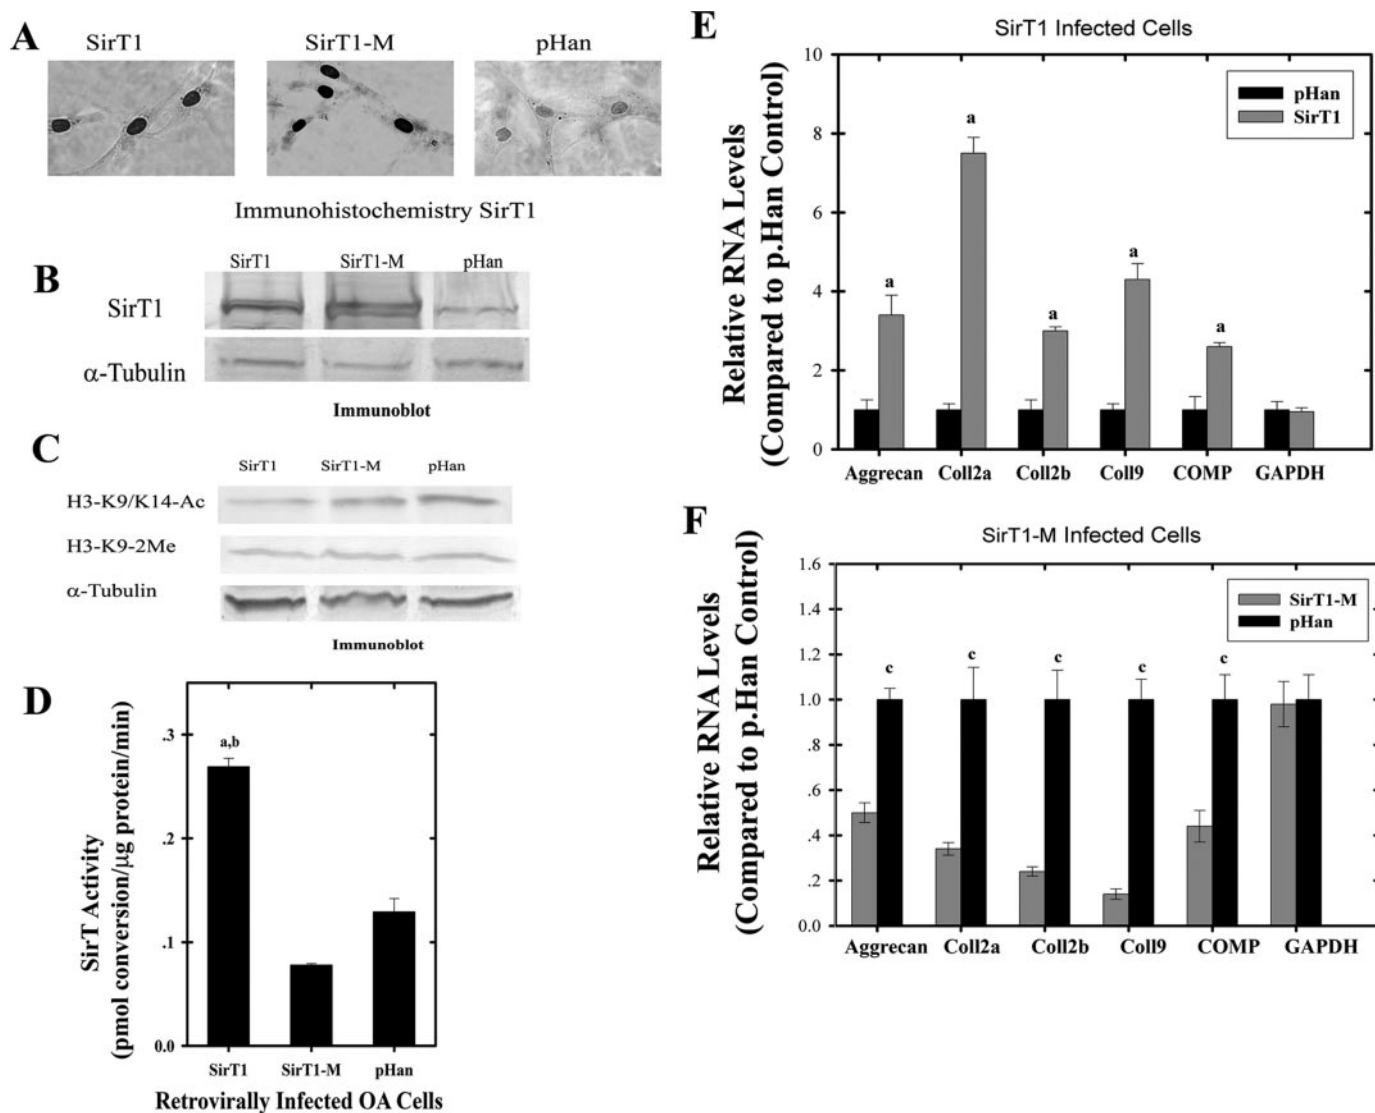 A
SirT1
SirT1-M
pHan
Immunohistochemistry SirT1
B
SirT1
SirT1-M
pHan
SirT1
α-Tubulin
Immunoblot
C
SirT1
SirT1-M
pHan
H3-K9/K14-Ac
H3-K9-2Me
α-Tubulin
Immunoblot
D
SirT Activity
(pmol conversion/μg protein/min)
.3
.2
.1
0.0
a,b
SirT1
SirT1-M
pHan
Retrovirally Infected OA Cells
E
SirT1 Infected Cells
Relative RNA Levels
(Compared to p.Han Control)
10
8
6
4
2
0
pHan
SirT1
a
a
a
a
a
Aggrecan
Coll2a
Coll2b
Coll9
COMP
GAPDH
F
SirT1-M Infected Cells
Relative RNA Levels
(Compared to p.Han Control)
1.6
1.4
1.2
1.0
.8
.6
.4
.2
0.0
SirT1-M
pHan
c
c
c
c
c
Aggrecan
Coll2a
Coll2b
Coll9
COMP
GAPDH